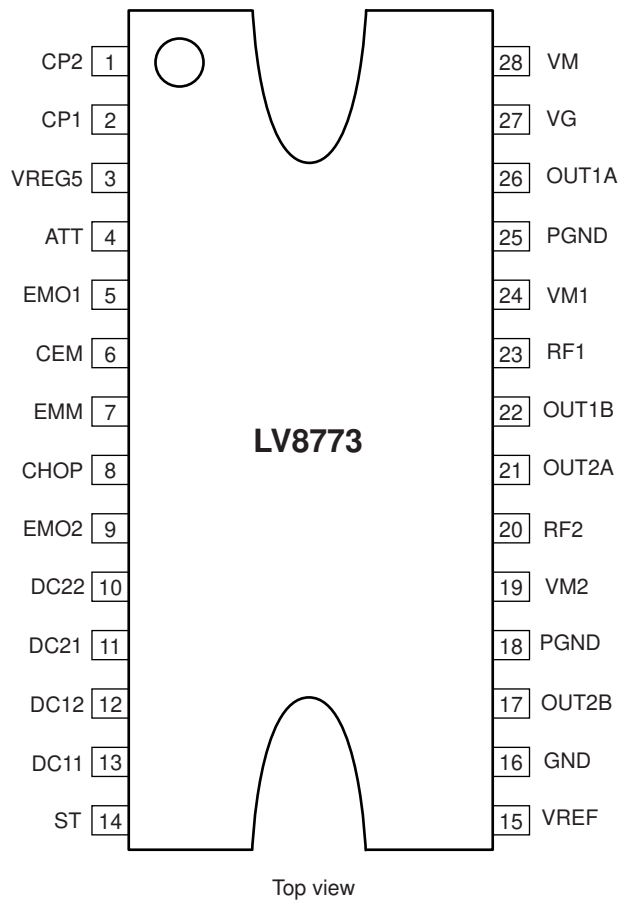 CP2 1
CP1 2
VREG5 3
ATT 4
EMO1 5
CEM 6
EMM 7
CHOP 8
EMO2 9
DC22 10
DC21 11
DC12 12
DC11 13
ST 14
LV8773
28 VM
27 VG
26 OUT1A
25 PGND
24 VM1
23 RF1
22 OUT1B
21 OUT2A
20 RF2
19 VM2
18 PGND
17 OUT2B
16 GND
15 VREF
Top view